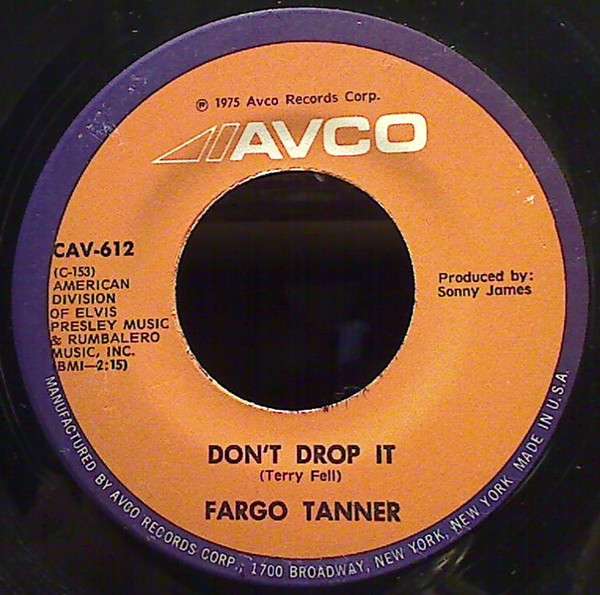 ℗ 1975 Avco Records Corp.
AVCO
CAV-612
(C-153)
AMERICAN
DIVISION
OF ELVIS
PRESLEY MUSIC
& RUMBALERO
MUSIC, INC.
(BMI—2:15)
Produced by:
Sonny James
DON'T DROP IT
(Terry Fell)
FARGO TANNER
MANUFACTURED BY AVCO RECORDS CORP., 1700 BROADWAY, NEW YORK, NEW YORK MADE IN U.S.A.